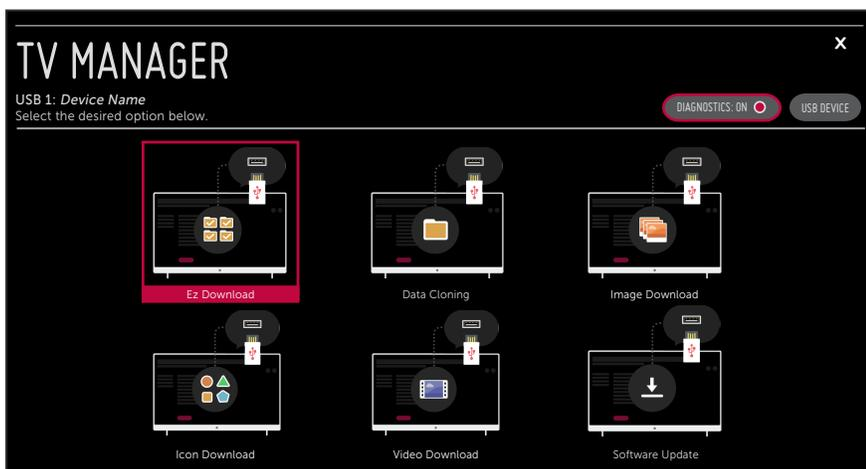 X
TV MANAGER
USB 1: Device Name
Select the desired option below.
DIAGNOSTICS: ON
USB DEVICE
Ez Download
Data Cloning
Image Download
Icon Download
Video Download
Software Update